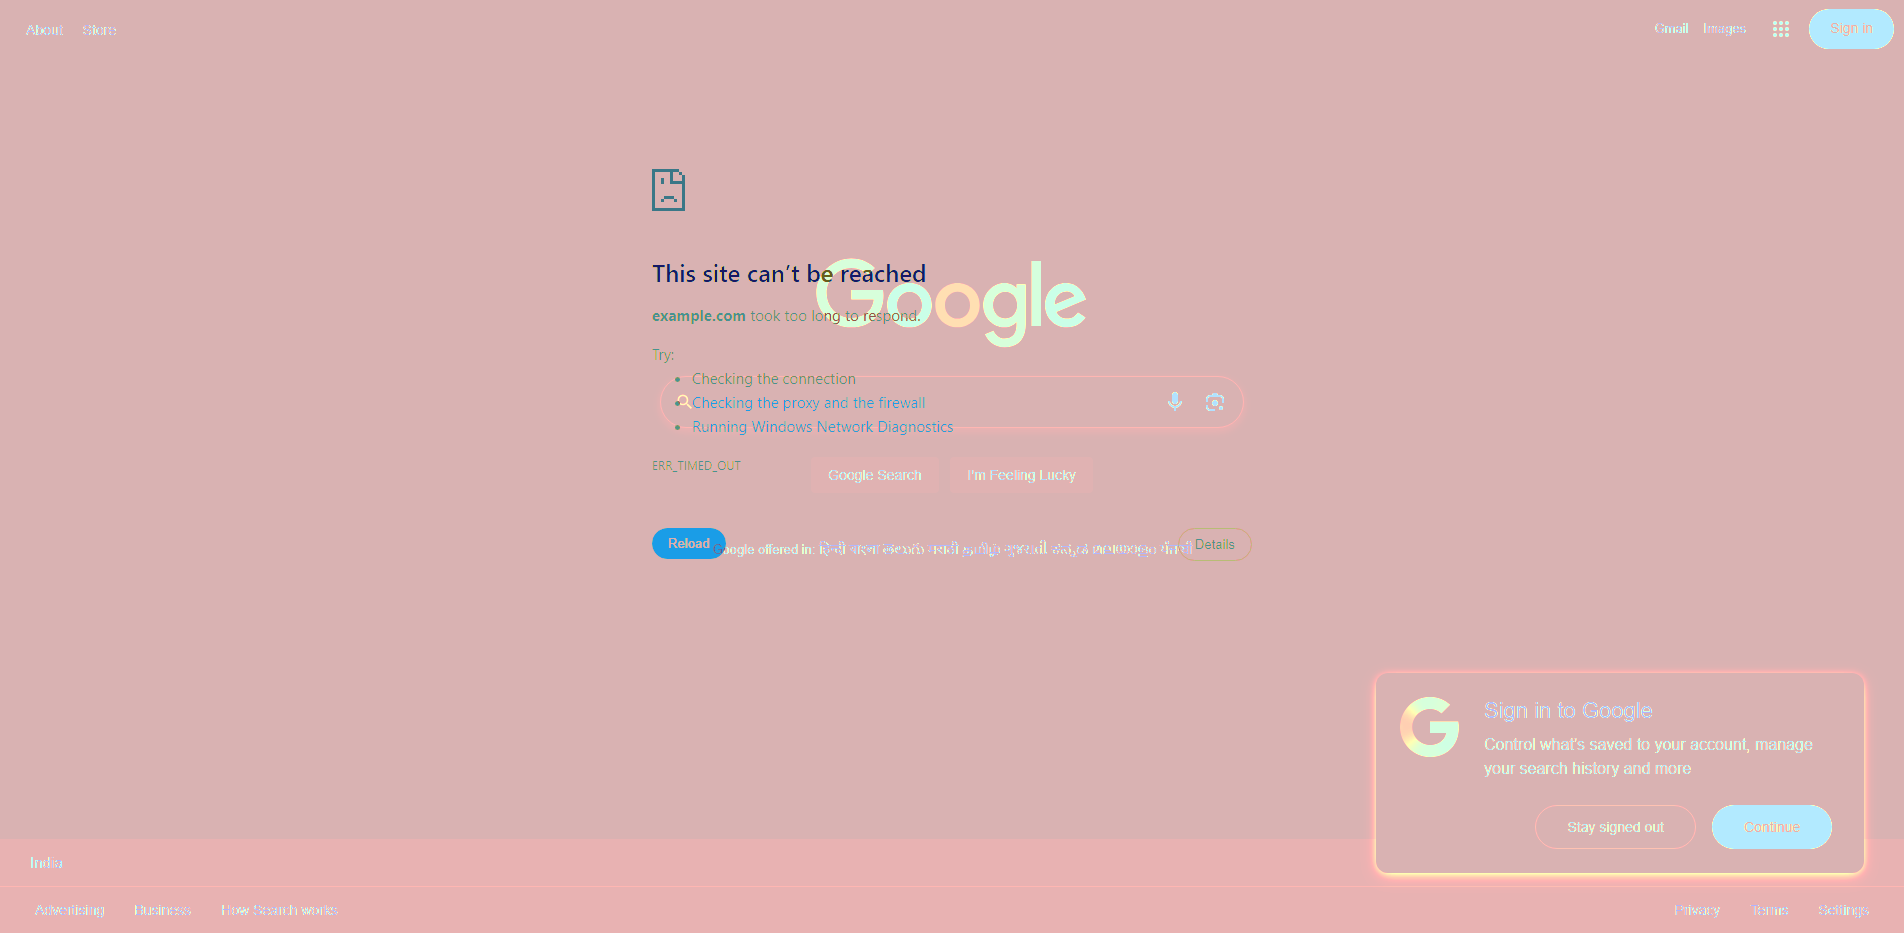 About Store
Gmail Images Sign in
This site can't be reached
Google
example.com took too long to respond.
Try:
Checking the connection
Checking the proxy and the firewall
Running Windows Network Diagnostics
ERR_TIMED_OUT
Google Search I'm Feeling Lucky
Reload
Google offered in:
Details
Sign in to Google
Control what's saved to your account, manage
your search history and more
Stay signed out Continue
India
Advertising Business How Search works
Privacy Terms Settings